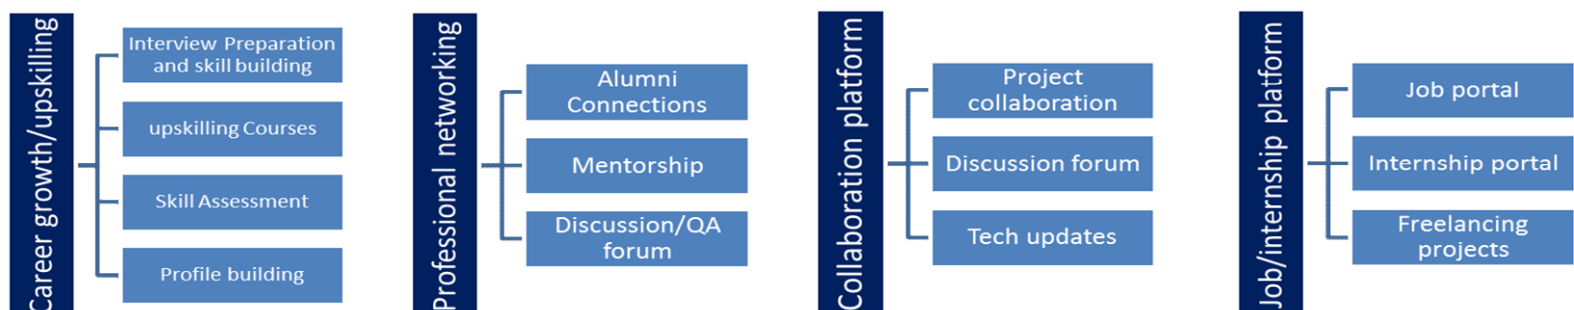 Career growth/upskilling
Interview Preparation
and skill building
upskilling Courses
Skill Assessment
Profile building
Professional networking
Alumni
Connections
Mentorship
Discussion/QA
forum
Collaboration platform
Project
collaboration
Discussion forum
Tech updates
Job/internship platform
Job portal
Internship portal
Freelancing
projects